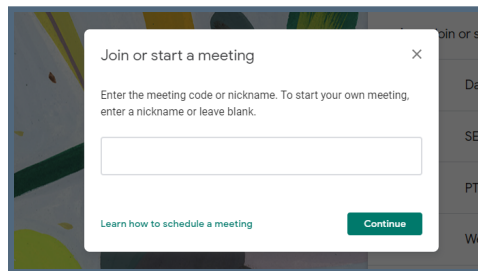 Join or start a meeting
Enter the meeting code or nickname. To start your own meeting,
enter a nickname or leave blank.
Learn how to schedule a meeting
Continue